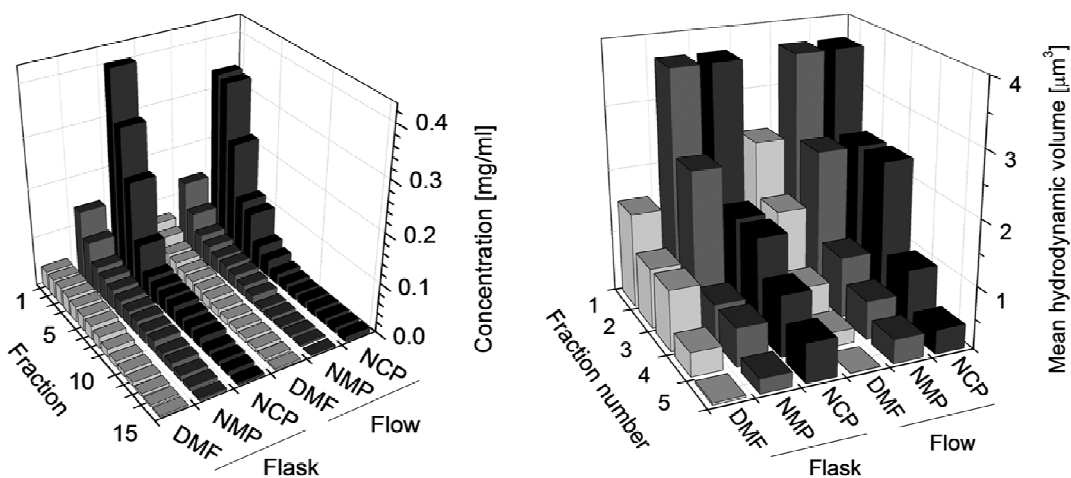 0.4
0.3
0.2
0.1
0.0
Concentration [mg/ml]
1
5
10
15
Fraction
DMF
NMP
NCP
DMF
NMP
NCP
Flask
Flow
4
3
2
1
Mean hydrodynamic volume [μm³]
1
2
3
4
5
Fraction number
DMF
NMP
NCP
DMF
NMP
NCP
Flask
Flow